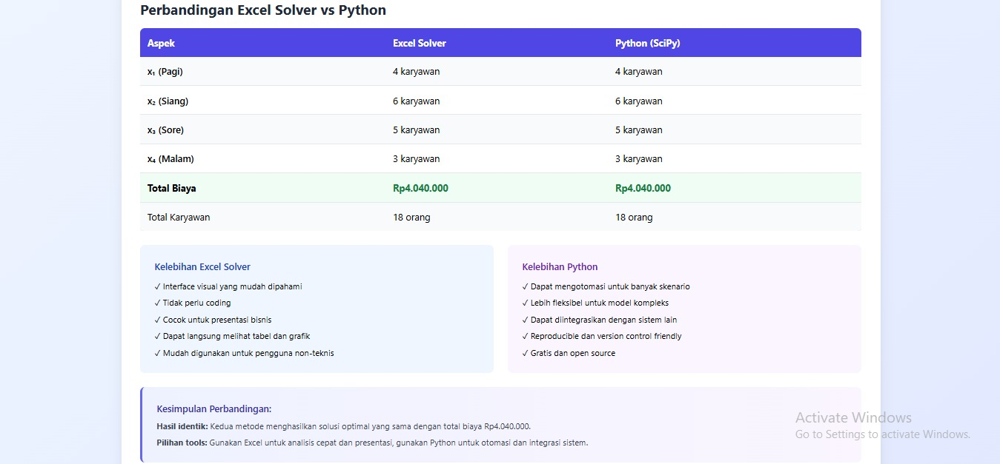 Perbandingan Excel Solver vs Python
Aspek Excel Solver Python (SciPy)
x₁ (Pagi) 4 karyawan 4 karyawan
x₂ (Siang) 6 karyawan 6 karyawan
x₃ (Sore) 5 karyawan 5 karyawan
x₄ (Malam) 3 karyawan 3 karyawan
Total Biaya Rp4.040.000 Rp4.040.000
Total Karyawan 18 orang 18 orang
Kelebihan Excel Solver
✓ Interface visual yang mudah dipahami
✓ Tidak perlu coding
✓ Cocok untuk presentasi bisnis
✓ Dapat langsung melihat tabel dan grafik
✓ Mudah digunakan untuk pengguna non-teknis
Kelebihan Python
✓ Dapat mengotomasi untuk banyak skenario
✓ Lebih fleksibel untuk model kompleks
✓ Dapat diintegrasikan dengan sistem lain
✓ Reproducible dan version control friendly
✓ Gratis dan open source
Kesimpulan Perbandingan:
Hasil identik: Kedua metode menghasilkan solusi optimal yang sama dengan total biaya Rp4.040.000.
Pilihan tools: Gunakan Excel untuk analisis cepat dan presentasi, gunakan Python untuk otomasi dan integrasi sistem.
Activate Windows
Go to Settings to activate Windows.